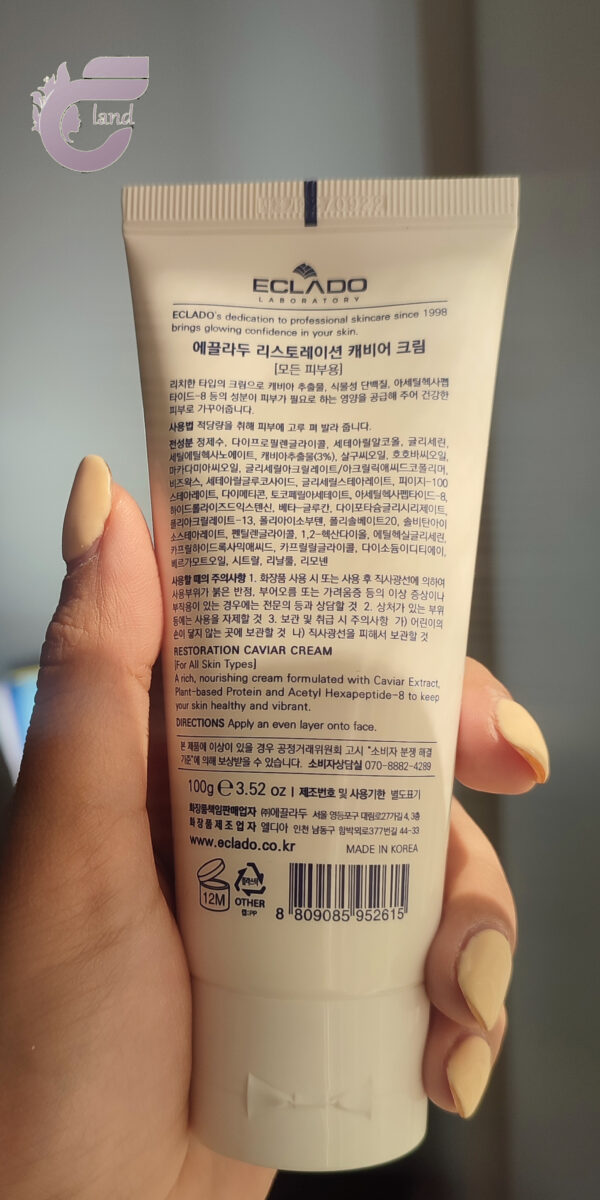 land
ECLADO
LABORATORY
ECLADO's dedication to professional skincare since 1998
brings glowing confidence in your skin.
에끌라두 리스토레이션 캐비어 크림
[모든 피부용]
리치한 타입의 크림으로 캐비아 추출물, 식물성 단백질, 아세틸헥사펩
타이드-8 등의 성분이 피부가 필요로 하는 영양을 공급해 주어 건강한
피부로 가꾸어줍니다.
사용법 적당량을 취해 피부에 고루 펴 발라 줍니다.
전성분 정제수, 다이프로필렌글라이콜, 세테아릴알코올, 글리세린,
세틸에틸헥사노에이트, 캐비아추출물(3%), 살구씨오일, 호호바씨오일,
마카다미아씨오일, 글리세릴아크릴레이트/아크릴릭애씨드코폴리머,
비즈왁스, 세테아릴글루코사이드, 글리세릴스테아레이트, 피이지-100
스테아레이트, 다이메티콘, 토코페릴아세테이트, 아세틸헥사펩타이드-8,
하이드롤라이즈드익스텐신, 베타-글루칸, 다이포타슘글리시리제이트,
폴리아크릴레이트-13, 폴리아이소부텐, 폴리솔베이트20, 솔비탄아이
소스테아레이트, 펜틸렌글라이콜, 1,2-헥산다이올, 에틸헥실글리세린,
카프릴하이드록사믹애씨드, 카프릴릴글라이콜, 다이소듐이디티에이,
베르가모트오일, 시트랄, 리날룰, 리모넨
사용할 때의 주의사항 1. 화장품 사용 시 또는 사용 후 직사광선에 의하여
사용부위가 붉은 반점, 부어오름 또는 가려움증 등의 이상 증상이나
부작용이 있는 경우에는 전문의 등과 상담할 것 2. 상처가 있는 부위
등에는 사용을 자제할 것 3. 보관 및 취급 시 주의사항 가) 어린이의
손이 닿지 않는 곳에 보관할 것 나) 직사광선을 피해서 보관할 것
RESTORATION CAVIAR CREAM
[For All Skin Types]
A rich, nourishing cream formulated with Caviar Extract,
Plant-based Protein and Acetyl Hexapeptide-8 to keep
your skin healthy and vibrant.
DIRECTIONS Apply an even layer onto face.
본 제품에 이상이 있을 경우 공정거래위원회 고시 "소비자 분쟁 해결
기준"에 의해 보상받을 수 있습니다. 소비자상담실 070-8882-4289
100g ℮ 3.52 oz | 제조번호 및 사용기한 별도표기
화장품책임판매업자 ㈜에끌라두 서울 영등포구 대림로27가길 4, 3층
화장품제조업자 엘디아 인천 남동구 함박뫼로377번길 44-33
www.eclado.co.kr MADE IN KOREA
12M
플라스틱
OTHER
캡:PP
8 809085 952615